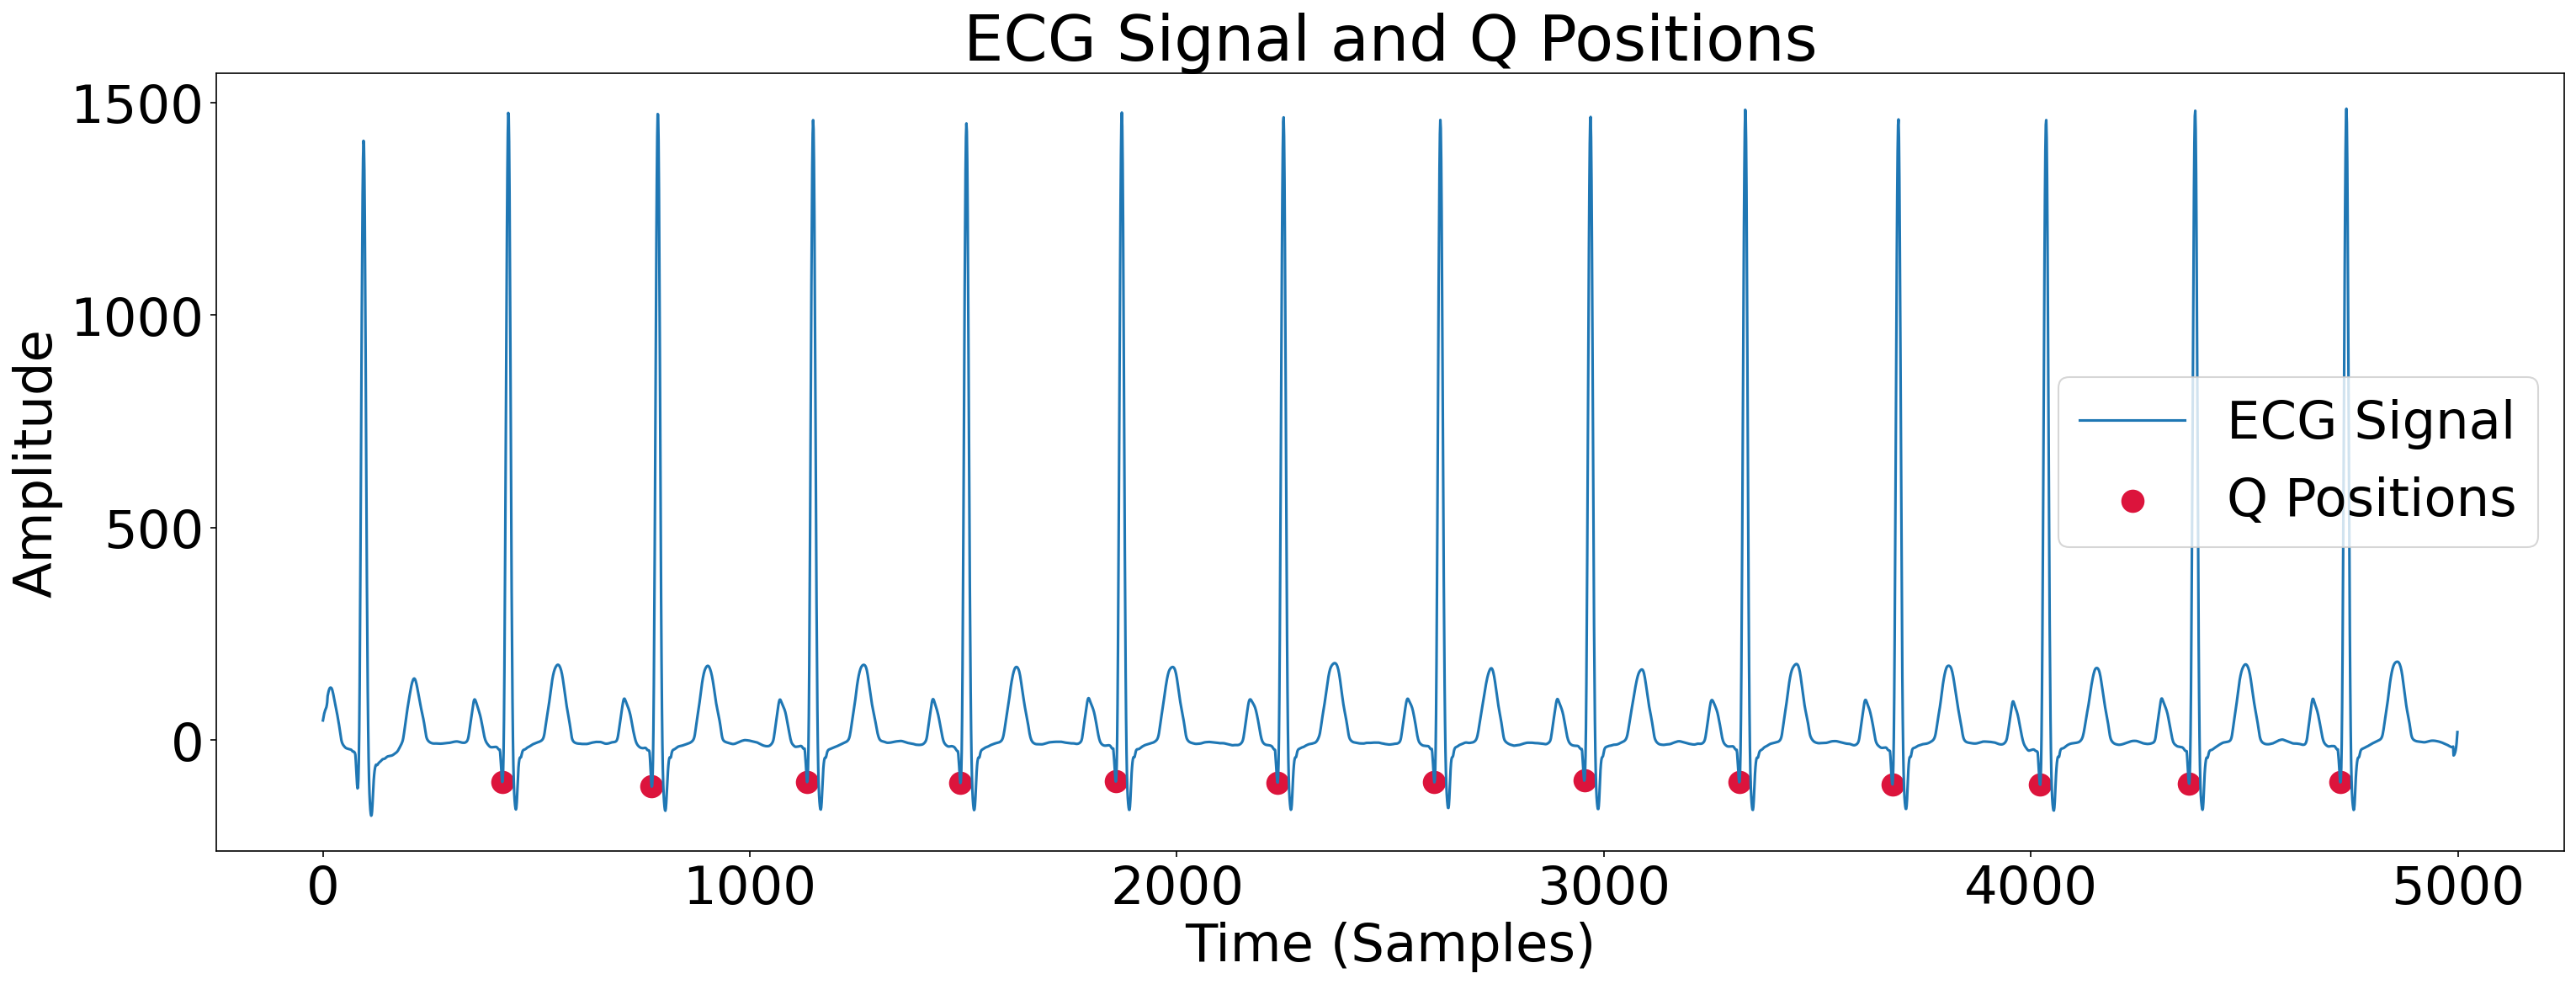 ECG Signal and Q Positions
1500
1000
500
0
Amplitude
ECG Signal
Q Positions
0 1000 2000 3000 4000 5000
Time (Samples)